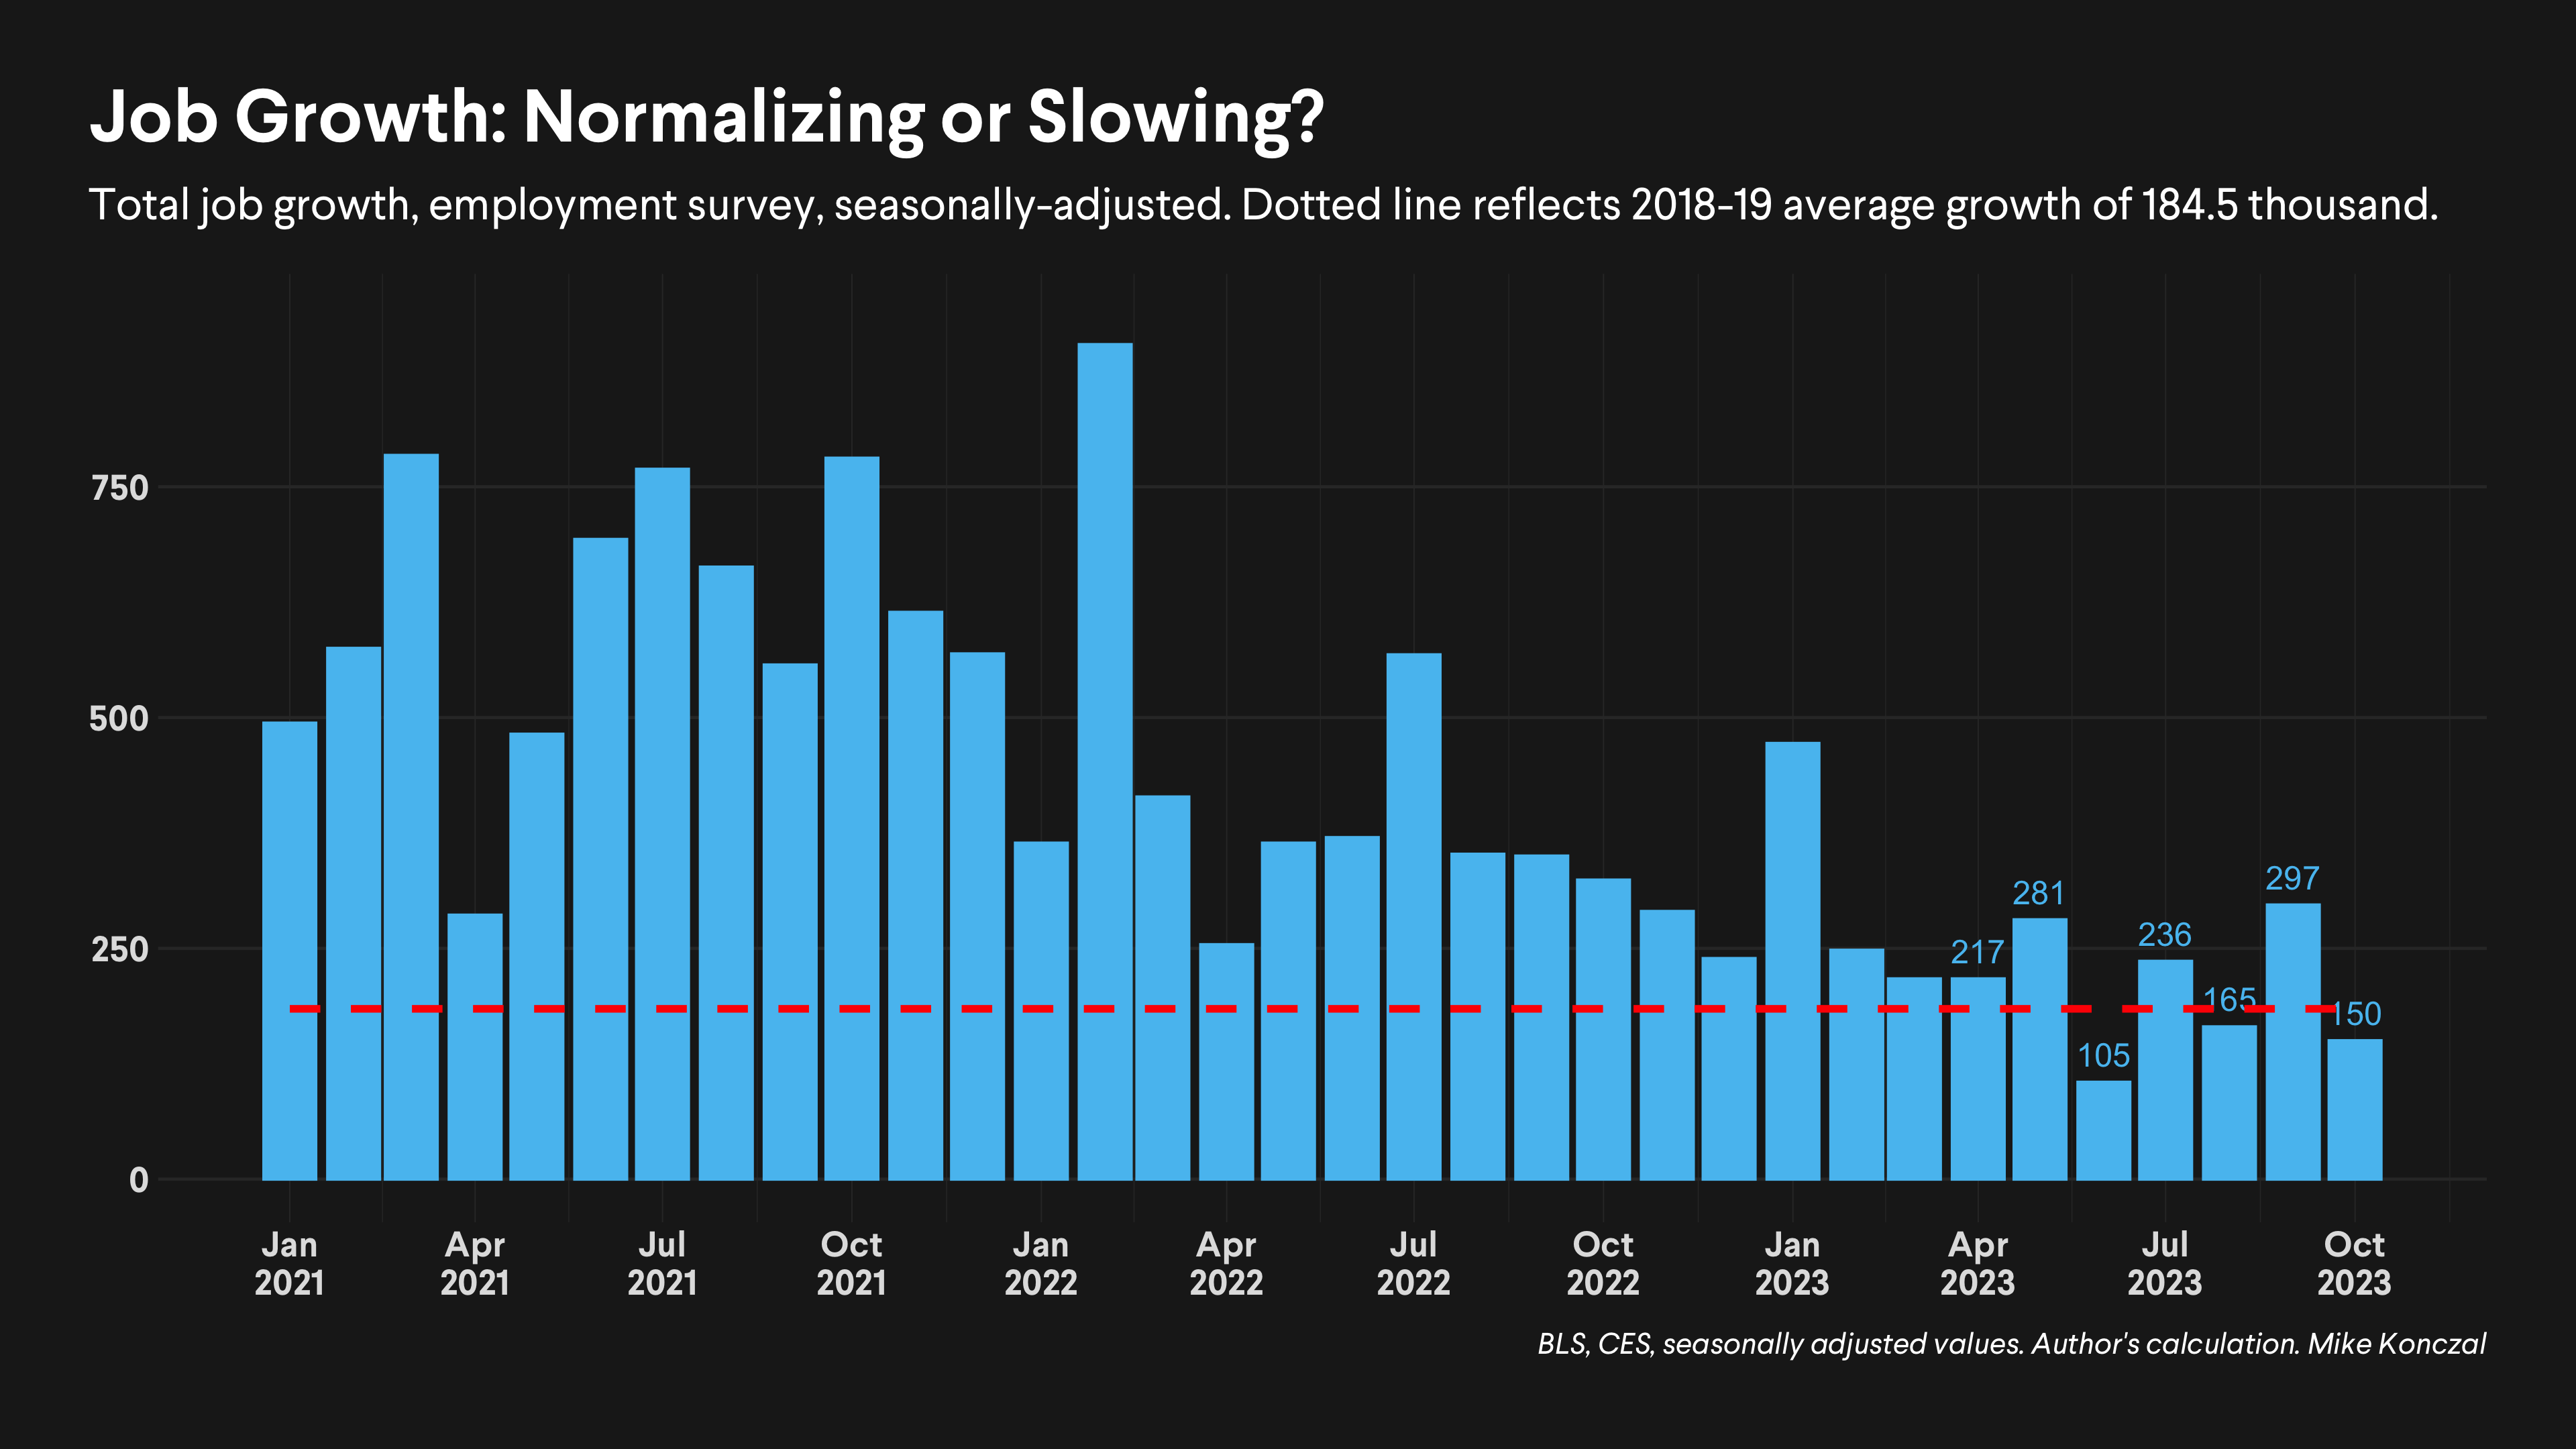 Job Growth: Normalizing or Slowing?
Total job growth, employment survey, seasonally-adjusted. Dotted line reflects 2018-19 average growth of 184.5 thousand.
750
500
250
0
217
281
105
236
165
297
150
Jan
2021
Apr
2021
Jul
2021
Oct
2021
Jan
2022
Apr
2022
Jul
2022
Oct
2022
Jan
2023
Apr
2023
Jul
2023
Oct
2023
BLS, CES, seasonally adjusted values. Author's calculation. Mike Konczal